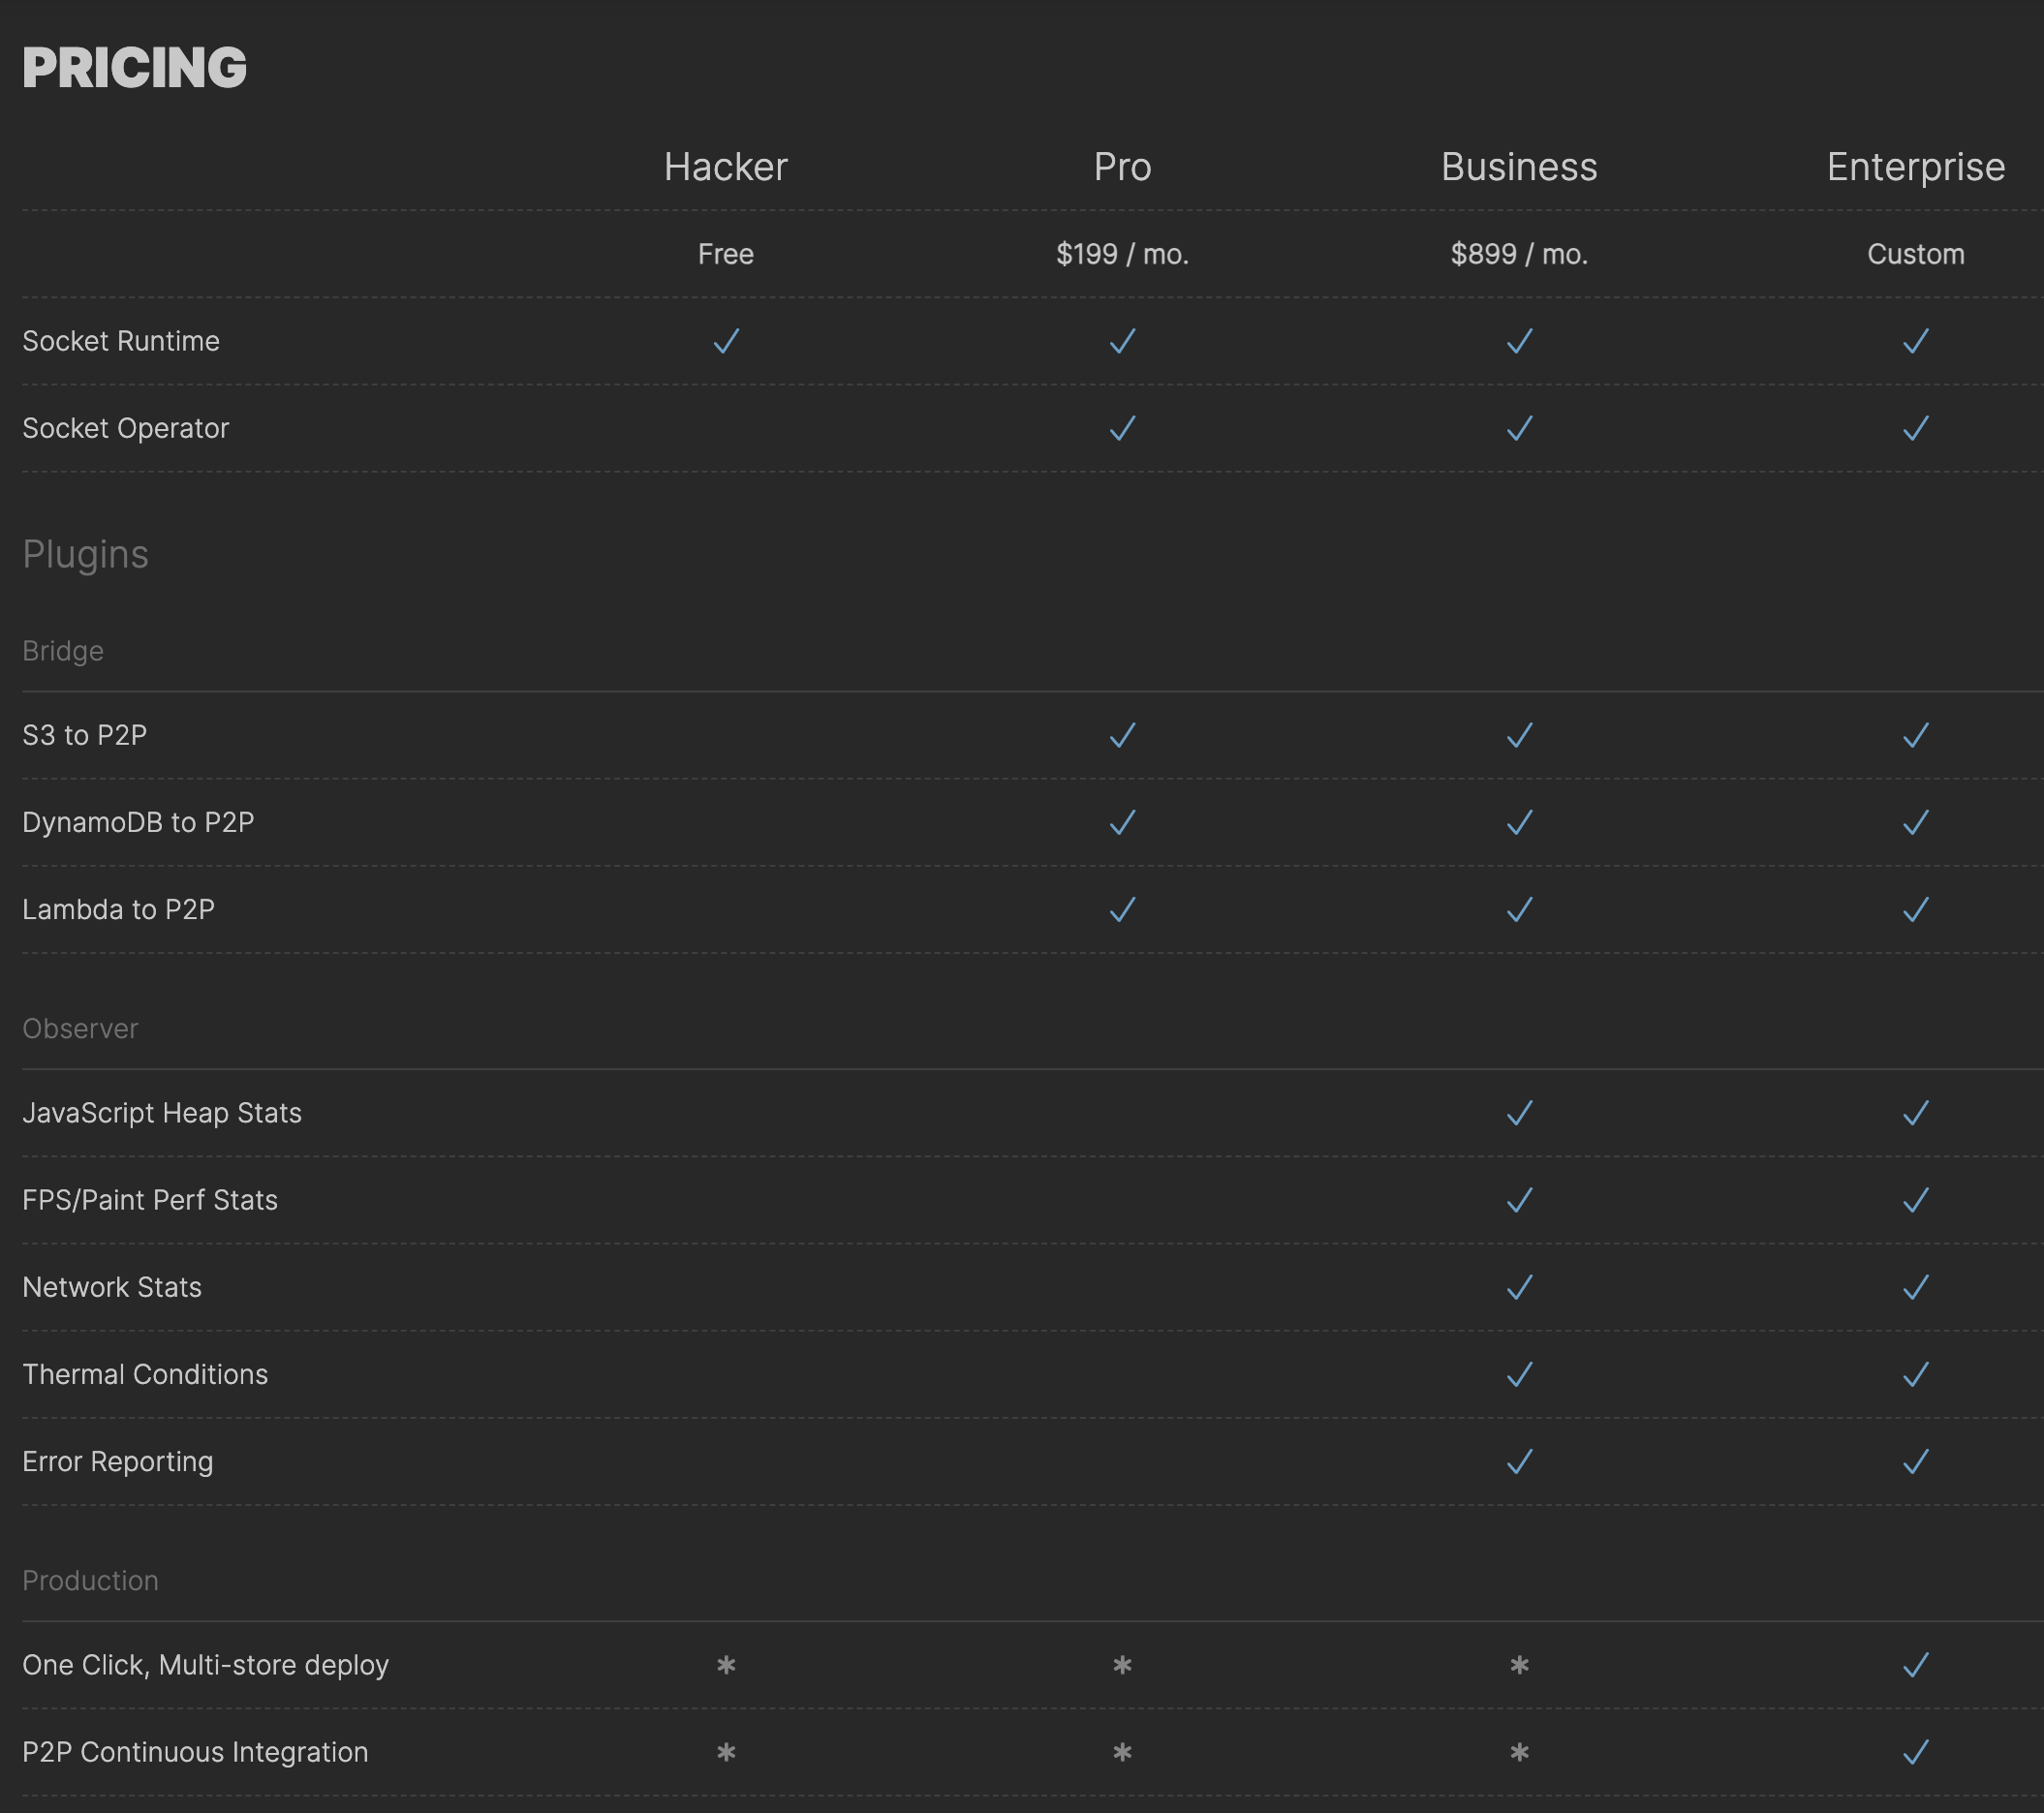 PRICING
Hacker Pro Business Enterprise
Free $199 / mo. $899 / mo. Custom
Socket Runtime ✓ ✓ ✓ ✓
Socket Operator ✓ ✓ ✓
Plugins
Bridge
S3 to P2P ✓ ✓ ✓
DynamoDB to P2P ✓ ✓ ✓
Lambda to P2P ✓ ✓ ✓
Observer
JavaScript Heap Stats ✓ ✓
FPS/Paint Perf Stats ✓ ✓
Network Stats ✓ ✓
Thermal Conditions ✓ ✓
Error Reporting ✓ ✓
Production
One Click, Multi-store deploy * * * ✓
P2P Continuous Integration * * * ✓